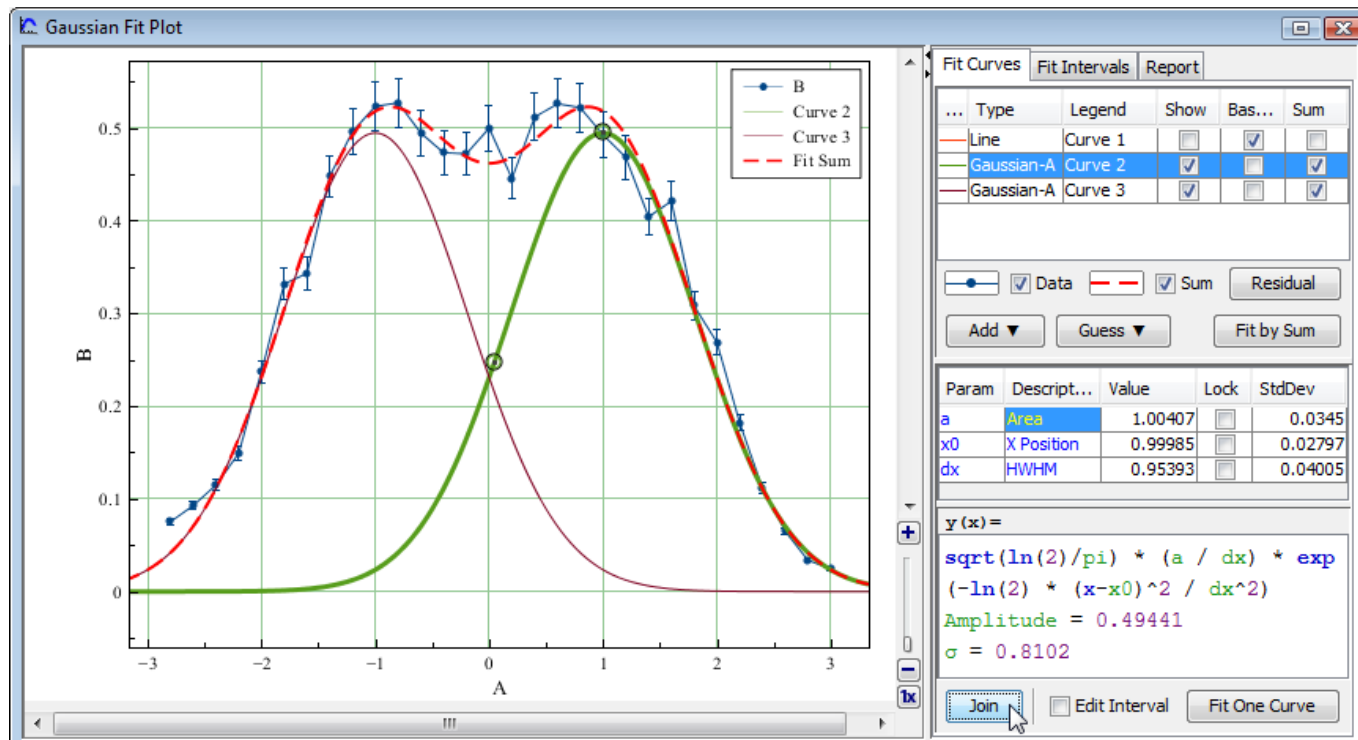 Gaussian Fit Plot
B
Curve 2
Curve 3
Fit Sum
0.5
0.4
0.3
0.2
0.1
0
B
−3 −2 −1 0 1 2 3
A
1x
Fit Curves Fit Intervals Report
... Type Legend Show Bas... Sum
Line Curve 1
Gaussian-A Curve 2
Gaussian-A Curve 3
Data Sum Residual
Add ▼ Guess ▼ Fit by Sum
Param Descript... Value Lock StdDev
a Area 1.00407 0.0345
x0 X Position 0.99985 0.02797
dx HWHM 0.95393 0.04005
y(x)=
sqrt(ln(2)/pi) * (a / dx) * exp
(-ln(2) * (x-x0)^2 / dx^2)
Amplitude = 0.49441
σ = 0.8102
Join Edit Interval Fit One Curve